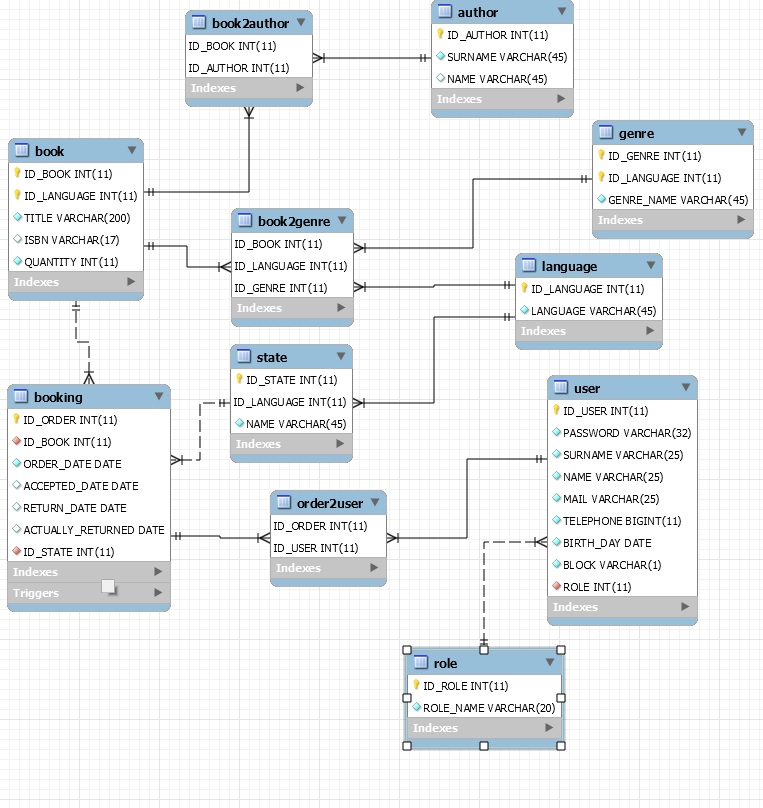 book2author
ID_BOOK INT(11)
ID_AUTHOR INT(11)
Indexes
author
ID_AUTHOR INT(11)
SURNAME VARCHAR(45)
NAME VARCHAR(45)
Indexes
book
ID_BOOK INT(11)
ID_LANGUAGE INT(11)
TITLE VARCHAR(200)
ISBN VARCHAR(17)
QUANTITY INT(11)
Indexes
genre
ID_GENRE INT(11)
ID_LANGUAGE INT(11)
GENRE_NAME VARCHAR(45)
Indexes
book2genre
ID_BOOK INT(11)
ID_LANGUAGE INT(11)
ID_GENRE INT(11)
Indexes
language
ID_LANGUAGE INT(11)
LANGUAGE VARCHAR(45)
Indexes
state
ID_STATE INT(11)
ID_LANGUAGE INT(11)
NAME VARCHAR(45)
Indexes
booking
ID_ORDER INT(11)
ID_BOOK INT(11)
ORDER_DATE DATE
ACCEPTED_DATE DATE
RETURN_DATE DATE
ACTUALLY_RETURNED DATE
ID_STATE INT(11)
Indexes
Triggers
user
ID_USER INT(11)
PASSWORD VARCHAR(32)
SURNAME VARCHAR(25)
NAME VARCHAR(25)
MAIL VARCHAR(25)
TELEPHONE BIGINT(11)
BIRTH_DAY DATE
BLOCK VARCHAR(1)
ROLE INT(11)
Indexes
order2user
ID_ORDER INT(11)
ID_USER INT(11)
Indexes
role
ID_ROLE INT(11)
ROLE_NAME VARCHAR(20)
Indexes